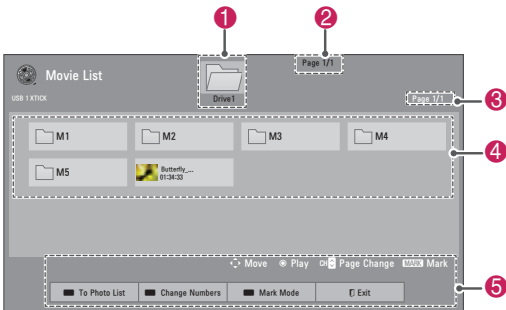 1
2
Page 1/1
Movie List
USB 1 XTICK
Drive1
Page 1/1
3
M1
M2
M3
M4
4
M5
Butterfly_...
01:34:33
Move
Play
CH
Page Change
MARK
Mark
5
To Photo List
Change Numbers
Mark Mode
Exit